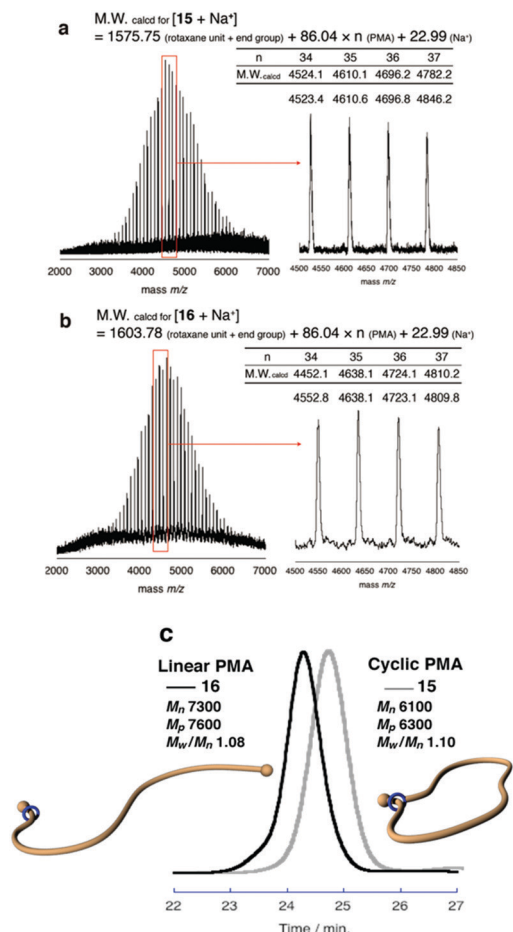 a
M.W. calcd for [15 + Na+]
= 1575.75 (rotaxane unit + end group) + 86.04 × n (PMA) + 22.99 (Na+)
n 34 35 36 37
M.W.calcd 4524.1 4610.1 4696.2 4782.2
4523.4 4610.6 4696.8 4846.2
2000 3000 4000 5000 6000 7000
mass m/z
4500 4550 4600 4650 4700 4750 4800 4850
mass m/z
b
M.W. calcd for [16 + Na+]
= 1603.78 (rotaxane unit + end group) + 86.04 × n (PMA) + 22.99 (Na+)
n 34 35 36 37
M.W.calcd 4452.1 4638.1 4724.1 4810.2
4552.8 4638.1 4723.1 4809.8
2000 3000 4000 5000 6000 7000
mass m/z
4500 4550 4600 4650 4700 4750 4800 4850
mass m/z
c
Linear PMA
16
Mn 7300
Mp 7600
Mw/Mn 1.08
Cyclic PMA
15
Mn 6100
Mp 6300
Mw/Mn 1.10
22 23 24 25 26 27
Time / min.